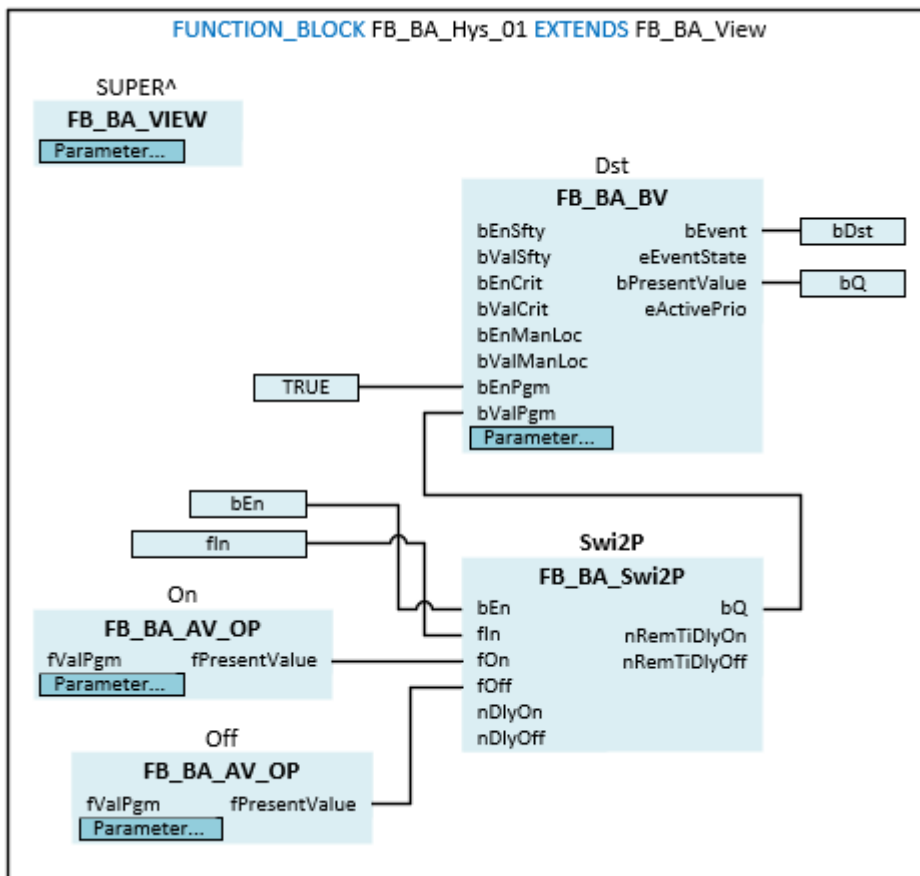 FUNCTION_BLOCK FB_BA_Hys_01 EXTENDS FB_BA_View
SUPER^
FB_BA_VIEW
Parameter...
Dst
FB_BA_BV
bEnSfty bEvent bDst
bValSfty eEventState
bEnCrit bPresentValue bQ
bValCrit eActivePrio
bEnManLoc
bValManLoc
TRUE bEnPgm
bValPgm
Parameter...
bEn
fIn
Swi2P
FB_BA_Swi2P
bEn bQ
fIn nRemTiDlyOn
fOn nRemTiDlyOff
fOff
nDlyOn
nDlyOff
On
FB_BA_AV_OP
fValPgm fPresentValue
Parameter...
Off
FB_BA_AV_OP
fValPgm fPresentValue
Parameter...